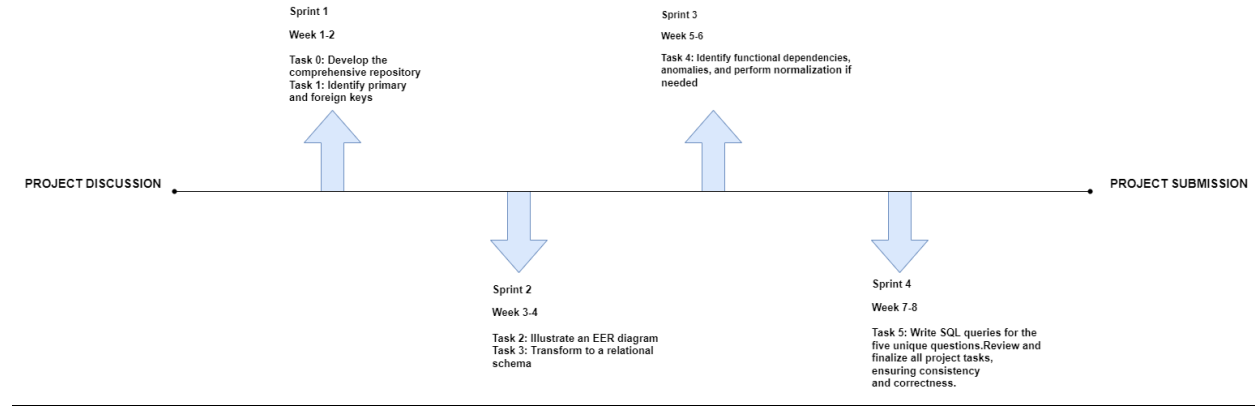 Sprint 1
Week 1-2
Task 0: Develop the
comprehensive repository
Task 1: Identify primary
and foreign keys
Sprint 3
Week 5-6
Task 4: Identify functional dependencies,
anomalies, and perform normalization if
needed
PROJECT DISCUSSION
PROJECT SUBMISSION
Sprint 2
Week 3-4
Task 2: Illustrate an EER diagram
Task 3: Transform to a relational
schema
Sprint 4
Week 7-8
Task 5: Write SQL queries for the
five unique questions.Review and
finalize all project tasks,
ensuring consistency
and correctness.